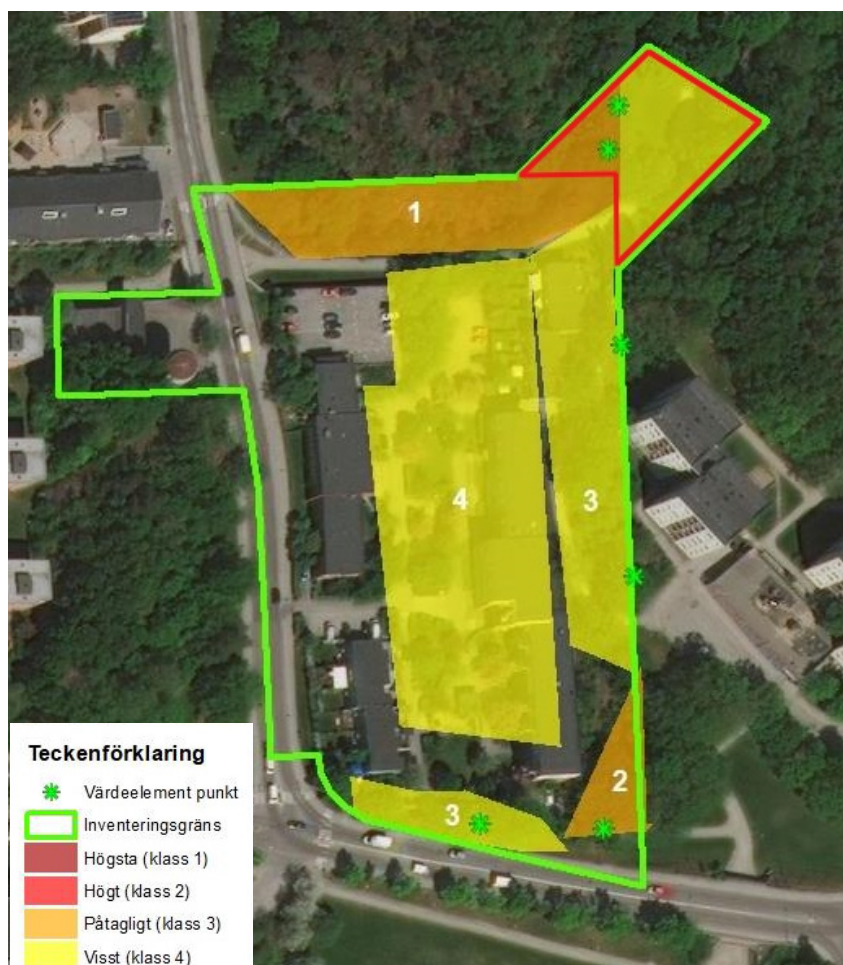 1
4
3
2
3
Teckenförklaring
Värdeelement punkt
Inventeringsgräns
Högsta (klass 1)
Högt (klass 2)
Påtagligt (klass 3)
Visst (klass 4)